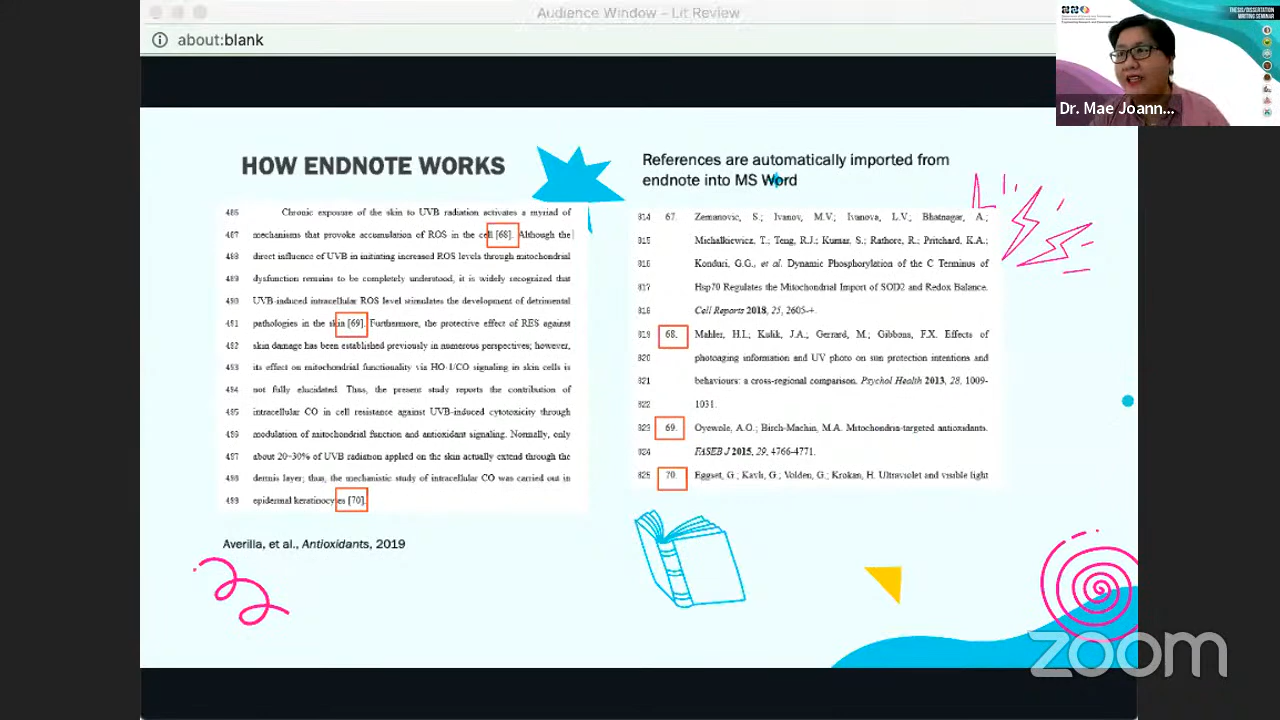 Audience Window – Lit Review
about:blank
THESIS/DISSERTATION
WRITING SEMINAR
Dr. Mae Joann...
HOW ENDNOTE WORKS
References are automatically imported from
endnote into MS Word
486 Chronic exposure of the skin to UVB radiation activates a myriad of
487 mechanisms that provoke accumulation of ROS in the cell [68]. Although the
488 direct influence of UVB in initiating increased ROS levels through mitochondrial
489 dysfunction remains to be completely understood, it is widely recognized that
490 UVB-induced intracellular ROS level stimulates the development of detrimental
491 pathologies in the skin [69]. Furthermore, the protective effect of RES against
492 skin damage has been established previously in numerous perspectives; however,
493 its effect on mitochondrial functionality via HO-1/CO signaling in skin cells is
494 not fully elucidated. Thus, the present study reports the contribution of
495 intracellular CO in cell resistance against UVB-induced cytotoxicity through
496 modulation of mitochondrial function and antioxidant signaling. Normally, only
497 about 20–30% of UVB radiation applied on the skin actually extend through the
498 dermis layer; thus, the mechanistic study of intracellular CO was carried out in
499 epidermal keratinocytes [70].
Averilla, et al., Antioxidants, 2019
814 67. Zemanovic, S.; Ivanov, M.V.; Ivanova, L.V.; Bhatnagar, A.;
815 Michalkiewicz, T.; Teng, R.J.; Kumar, S.; Rathore, R.; Pritchard, K.A.;
816 Konduri, G.G., et al. Dynamic Phosphorylation of the C Terminus of
817 Hsp70 Regulates the Mitochondrial Import of SOD2 and Redox Balance.
818 Cell Reports 2018, 25, 2605-+.
819 68. Mahler, H.I.; Kulik, J.A.; Gerrard, M.; Gibbons, F.X. Effects of
820 photoaging information and UV photo on sun protection intentions and
821 behaviours: a cross-regional comparison. Psychol Health 2013, 28, 1009-
822 1031.
823 69. Oyewole, A.O.; Birch-Machin, M.A. Mitochondria-targeted antioxidants.
824 FASEB J 2015, 29, 4766-4771.
825 70. Eggset, G.; Kavli, G.; Volden, G.; Krokan, H. Ultraviolet and visible light
zoom